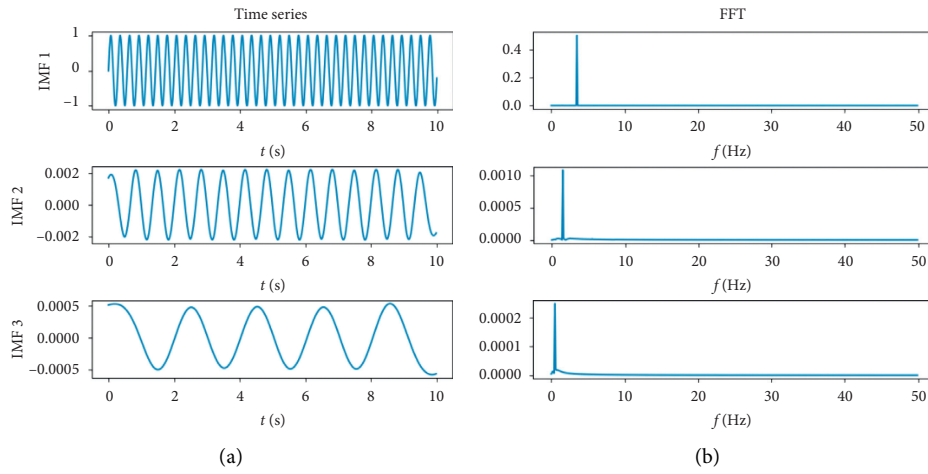 Time series
IMF 1
1
0
−1
0 2 4 6 8 10
t (s)
IMF 2
0.002
0.000
−0.002
0 2 4 6 8 10
t (s)
IMF 3
0.0005
0.0000
−0.0005
0 2 4 6 8 10
t (s)
(a)
FFT
0.4
0.2
0.0
0 10 20 30 40 50
f (Hz)
0.0010
0.0005
0.0000
0 10 20 30 40 50
f (Hz)
0.0002
0.0001
0.0000
0 10 20 30 40 50
f (Hz)
(b)